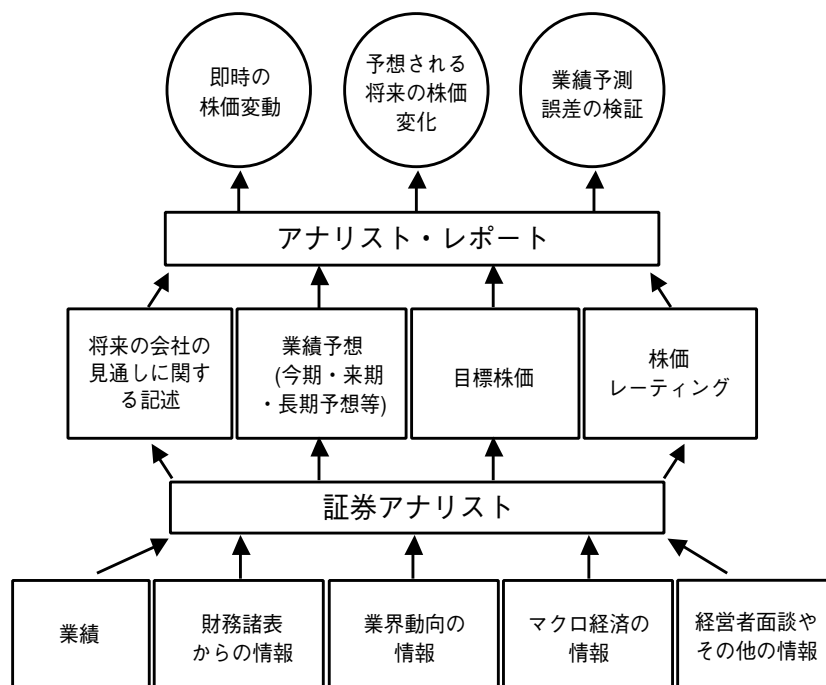 即時の
株価変動
予想される
将来の株価
変化
業績予測
誤差の検証
アナリスト・レポート
将来の会社の
見通しに関す
る記述
業績予想
(今期・来期
・長期予想等)
目標株価
株価
レーティング
証券アナリスト
業績
財務諸表
からの情報
業界動向の
情報
マクロ経済の
情報
経営者面談や
その他の情報